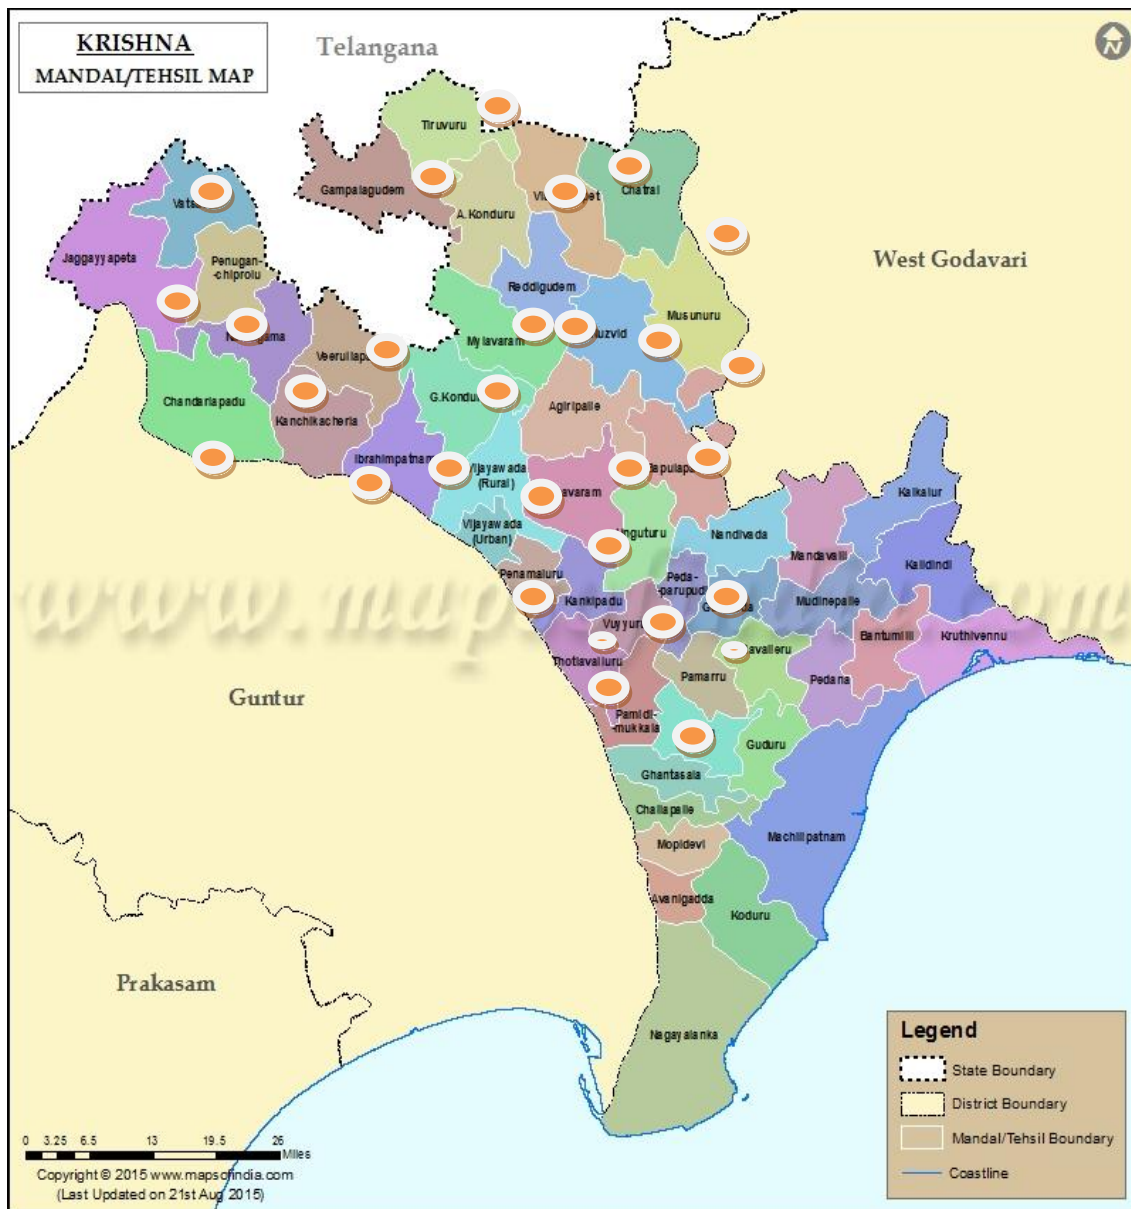 KRISHNA
MANDAL/TEHSIL MAP
Telangana
Tiruvuru
Gampalagudem
A.Konduru
Chatrai
Jaggayyapeta
Penugan-
-chiprolu
Reddigudem
West Godavari
Musunuru
Mylavaram
Chandarlapadu
Kanchikacherla
Agiripalle
Ibrahimpatnam
Vijayawada
(Rural)
Vijayawada
(Urban)
Kaikalur
Nandivada
Mandavalli
Kalidindi
Penamaluru
Kankipadu
Peda-
-parupudi
Mudinepalle
www.mapsofindia.com
Bantumilli
Kruthivennu
Thotlavalluru
Pamarru
Pedana
Guntur
Pamidi-
-mukkala
Guduru
Ghantasala
Challapalle
Machilipatnam
Mopidevi
Avanigadda
Koduru
Prakasam
Nagayalanka
Legend
State Boundary
District Boundary
Mandal/Tehsil Boundary
Coastline
0 3.25 6.5 13 19.5 26
Miles
Copyright © 2015 www.mapsofindia.com
(Last Updated on 21st Aug 2015)
N